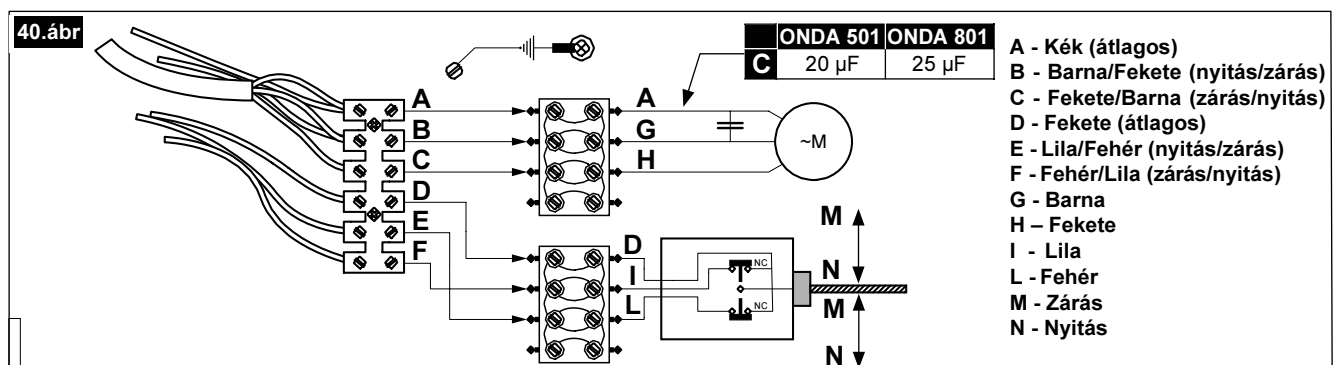 40.ábr
ONDA 501 ONDA 801
C 20 µF 25 µF
A
B
C
D
E
F
A
G
H
~M
D
I
L
NC
NC
M
N
M
N
A - Kék (átlagos)
B - Barna/Fekete (nyitás/zárás)
C - Fekete/Barna (zárás/nyitás)
D - Fekete (átlagos)
E - Lila/Fehér (nyitás/zárás)
F - Fehér/Lila (zárás/nyitás)
G - Barna
H – Fekete
I - Lila
L - Fehér
M - Zárás
N - Nyitás